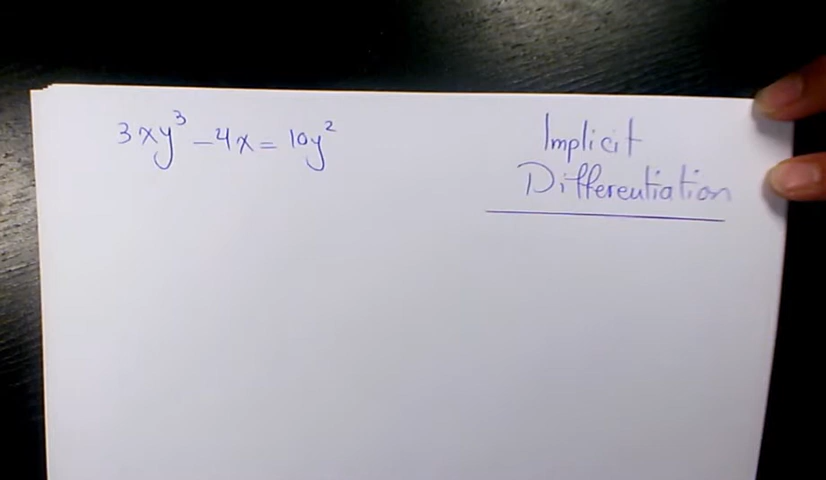 3xy³ - 4x = 10y²
Implicit
Differentiation